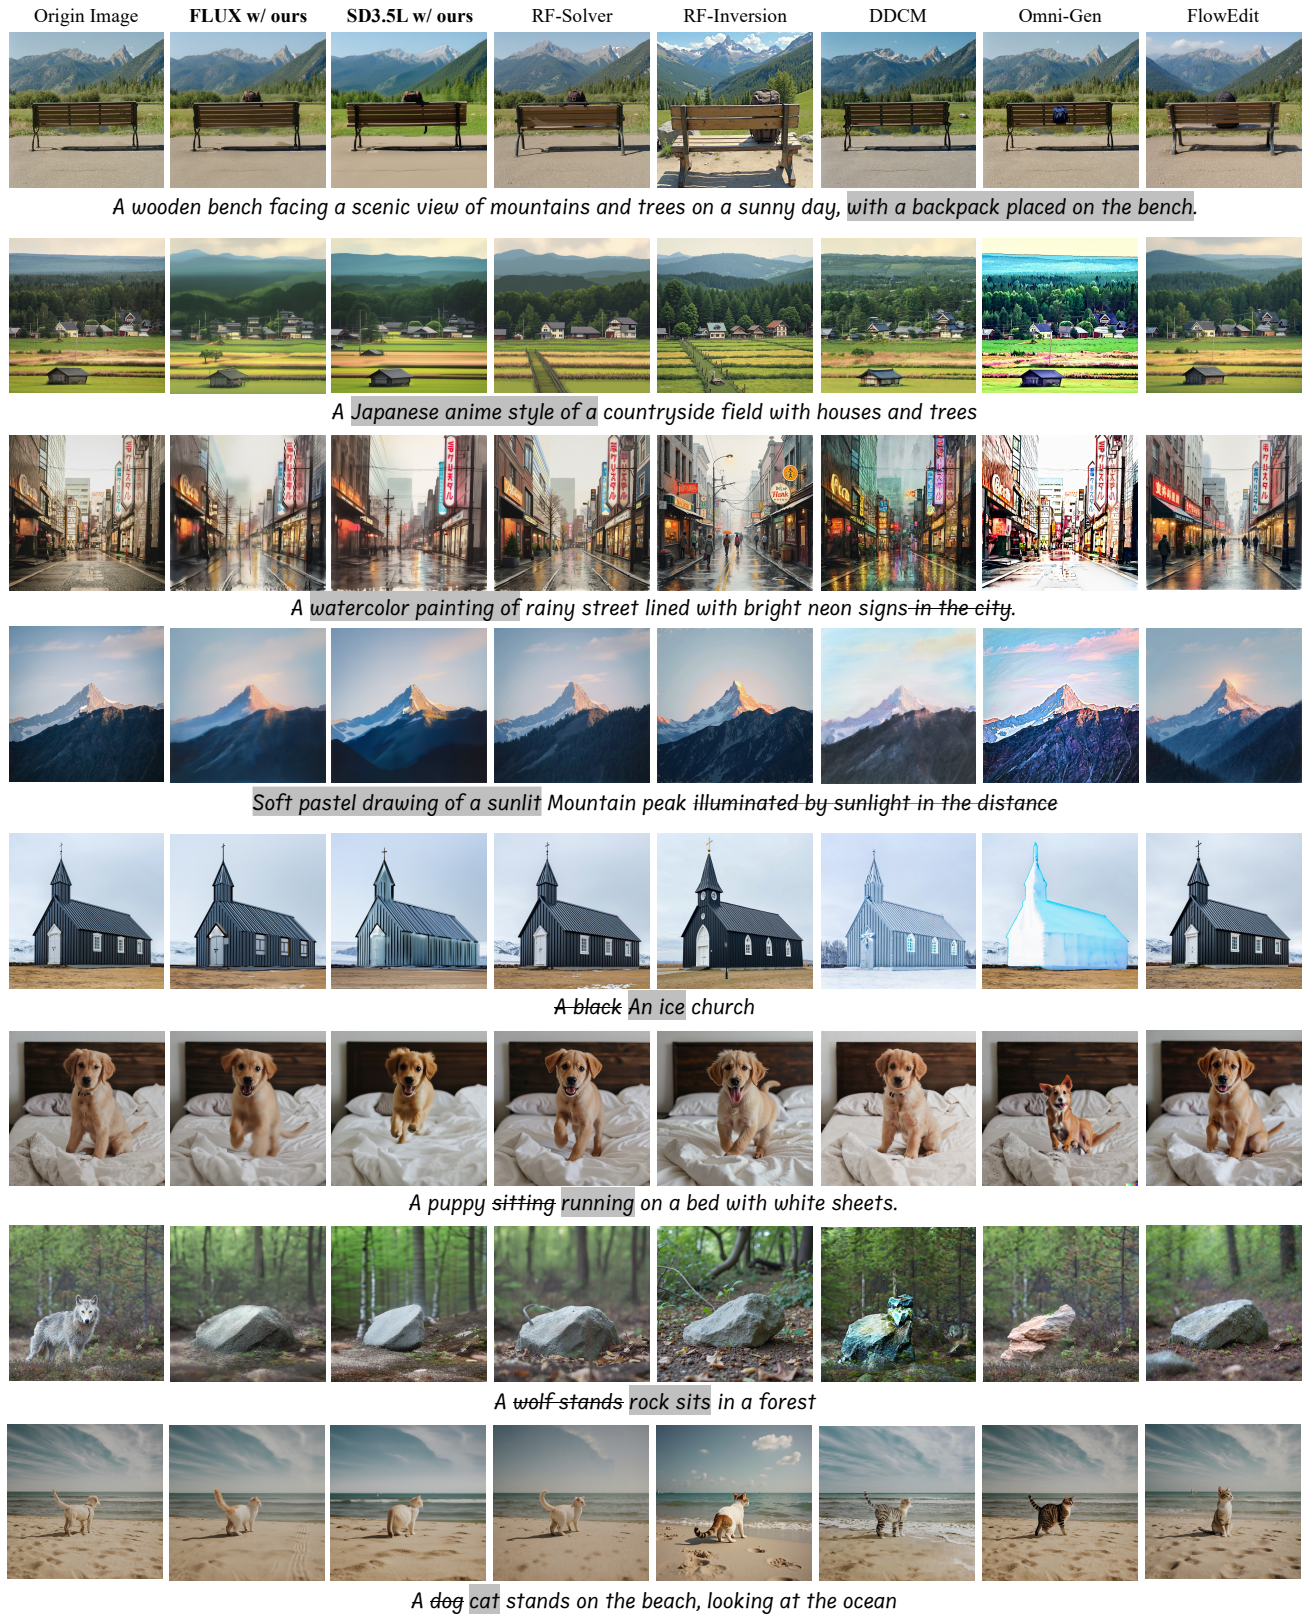 Origin Image FLUX w/ ours SD3.5L w/ ours RF-Solver RF-Inversion DDCM Omni-Gen FlowEdit
A wooden bench facing a scenic view of mountains and trees on a sunny day, with a backpack placed on the bench.
A Japanese anime style of a countryside field with houses and trees
A watercolor painting of rainy street lined with bright neon signs in the city.
Soft pastel drawing of a sunlit Mountain peak illuminated by sunlight in the distance
A black An ice church
A puppy sitting running on a bed with white sheets.
A wolf stands rock sits in a forest
A dog cat stands on the beach, looking at the ocean